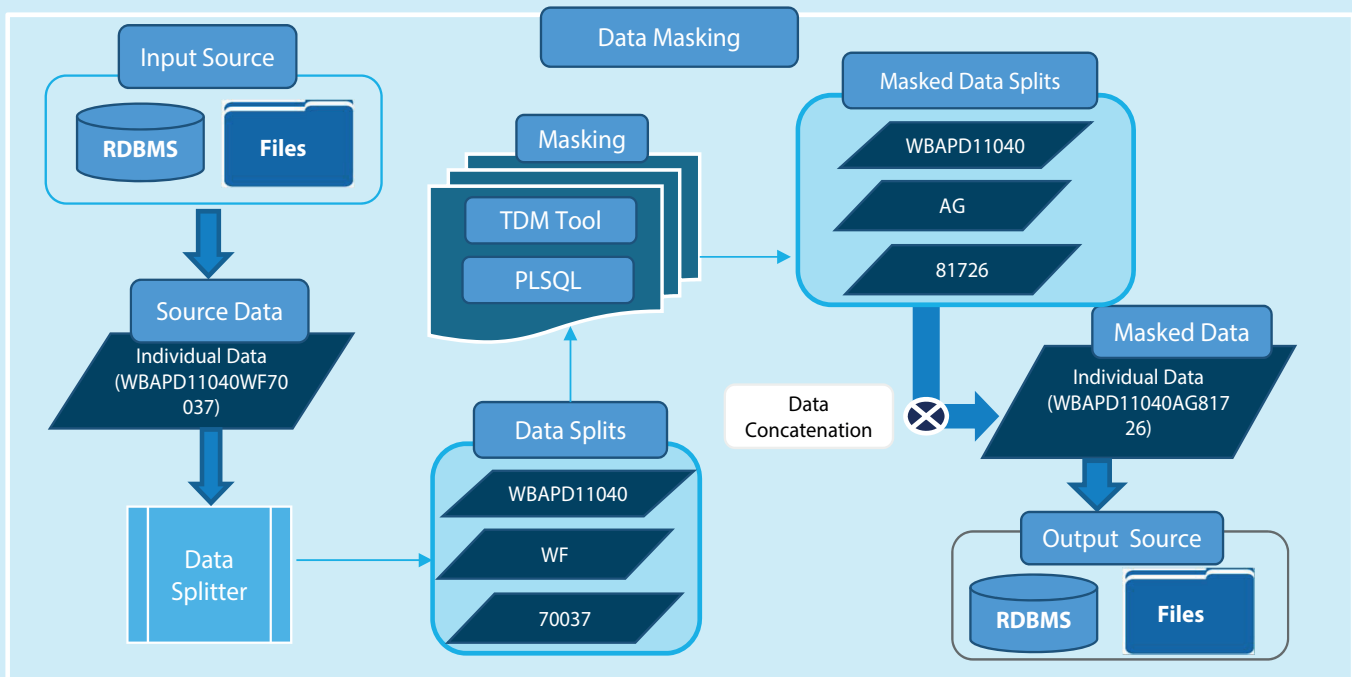 Data Masking
Input Source
RDBMS
Files
Source Data
Individual Data
(WBAPD11040WF70
037)
Data
Splitter
Data Splits
WBAPD11040
WF
70037
Masking
TDM Tool
PLSQL
Masked Data Splits
WBAPD11040
AG
81726
Data
Concatenation
Masked Data
Individual Data
(WBAPD11040AG817
26)
Output Source
RDBMS
Files